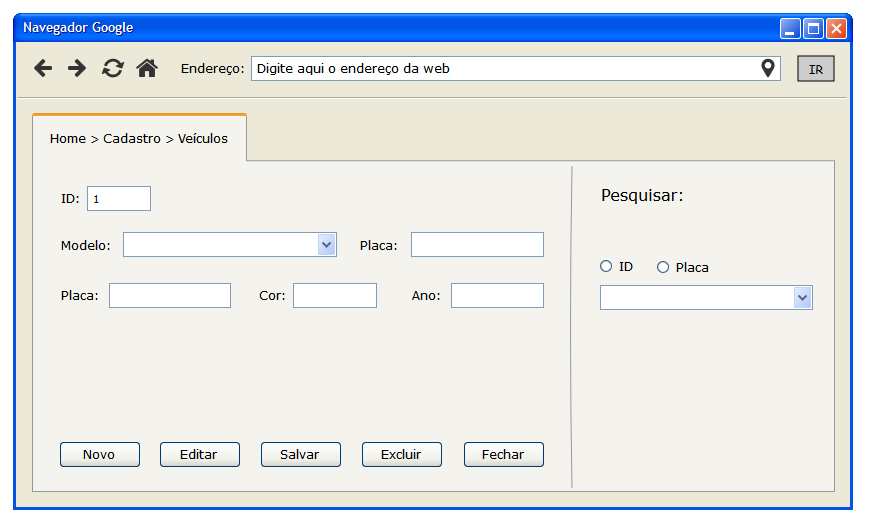 Navegador Google
Endereço: Digite aqui o endereço da web IR
Home > Cadastro > Veículos
ID: 1
Modelo: Placa:
Placa: Cor: Ano:
Novo Editar Salvar Excluir Fechar
Pesquisar:
ID Placa